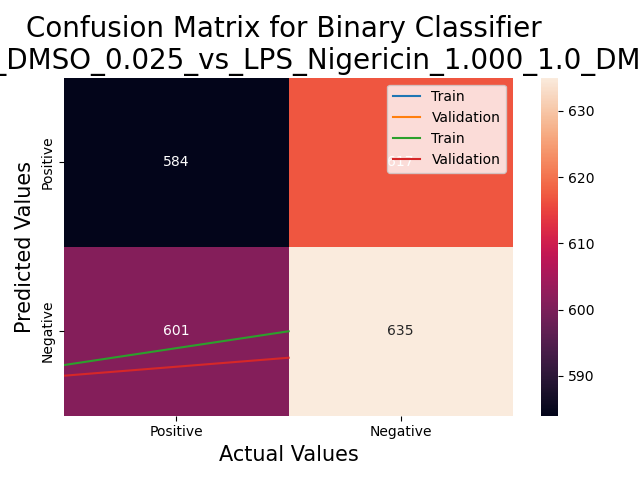 Confusion Matrix for Binary Classifier
_DMSO_0.025_vs_LPS_Nigericin_1.000_1.0_DM
Train
Validation
Train
Validation
584
601
635
Positive
Negative
Predicted Values
Positive
Negative
Actual Values
630
620
610
600
590